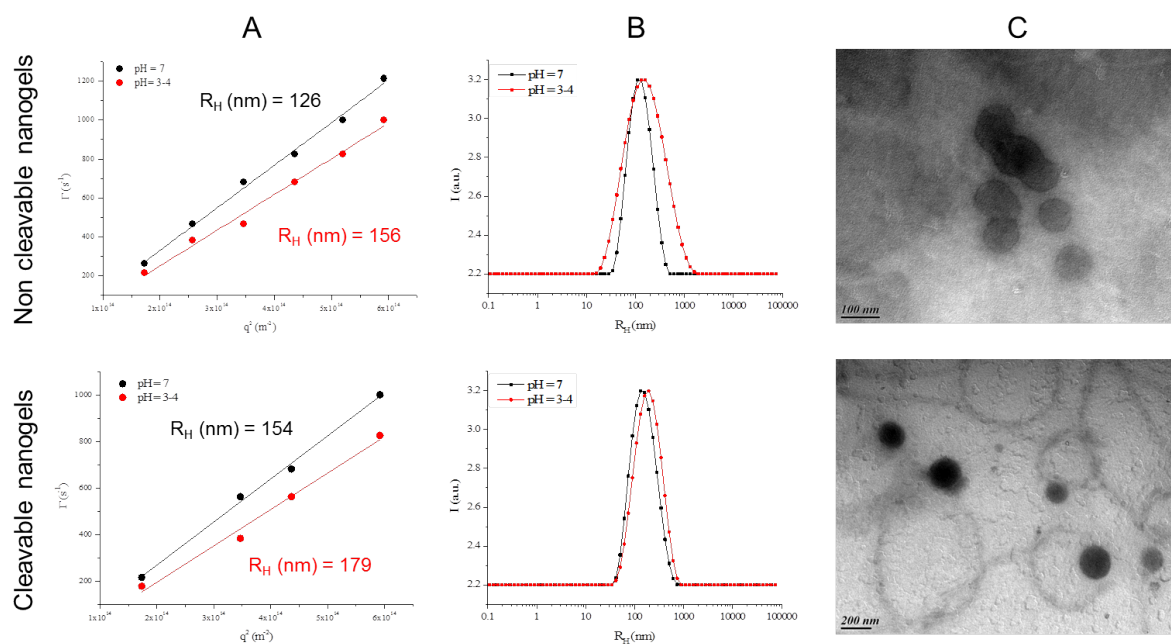 A
B
C
Non cleavable nanogels
pH = 7
pH = 3-4
R_H (nm) = 126
R_H (nm) = 156
Γ (s⁻¹)
1200
1000
800
600
400
200
1x10¹⁴
2x10¹⁴
3x10¹⁴
4x10¹⁴
5x10¹⁴
6x10¹⁴
q² (m⁻²)
pH = 7
pH = 3-4
I (a.u.)
3.2
3.0
2.8
2.6
2.4
2.2
0.1 1 10 100 1000 10000 100000
R_H (nm)
100 nm
Cleavable nanogels
pH = 7
pH = 3-4
R_H (nm) = 154
R_H (nm) = 179
Γ (s⁻¹)
1000
800
600
400
200
1x10¹⁴
2x10¹⁴
3x10¹⁴
4x10¹⁴
5x10¹⁴
6x10¹⁴
q² (m⁻²)
pH = 7
pH = 3-4
I (a.u.)
3.2
3.0
2.8
2.6
2.4
2.2
0.1 1 10 100 1000 10000 100000
R_H (nm)
200 nm